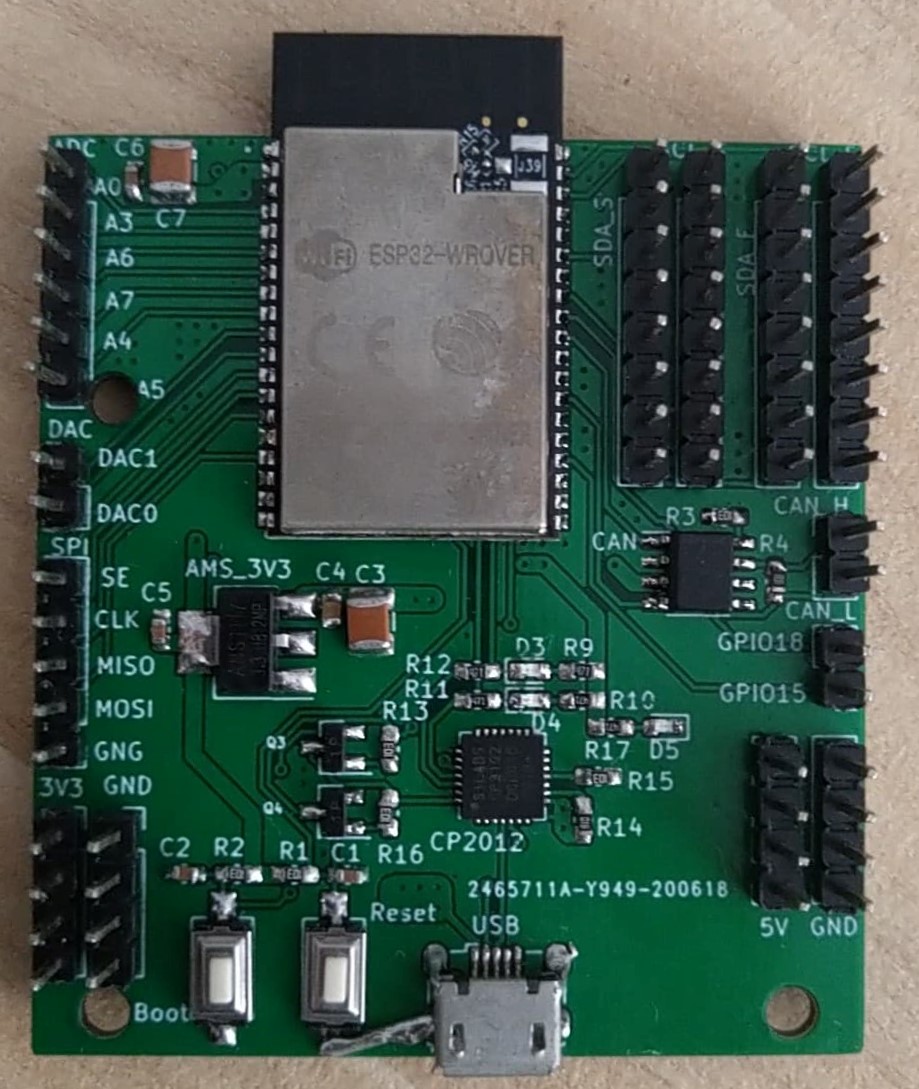 ADC
C6
A0
C7
A3
A6
A7
A4
A5
J39
WiFi ESP32-WROVER
CE
SDA_S
DAC
DAC1
DAC0
SPI
SE
CLK
MISO
MOSI
GNG
3V3 GND
C5
AMS_3V3
C4 C3
CAN_H
R3
CAN
R4
CAN_L
GPIO18
GPIO15
R12 D3 R9
R11
D4
R10
R13
R17 D5
Q3
R15
Q4
R14
CP2012
R16
C2 R2 R1 C1
2465711A-Y949-200618
Reset
USB
5V GND
Boot